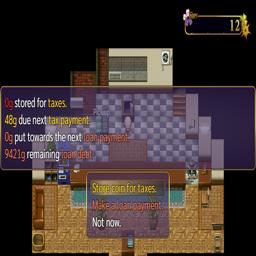 12
0g stored for taxes.
48g due next tax payment.
0g put towards the next loan payment.
9421g remaining loan debt.
Store coin for taxes.
Make a loan payment.
Not now.